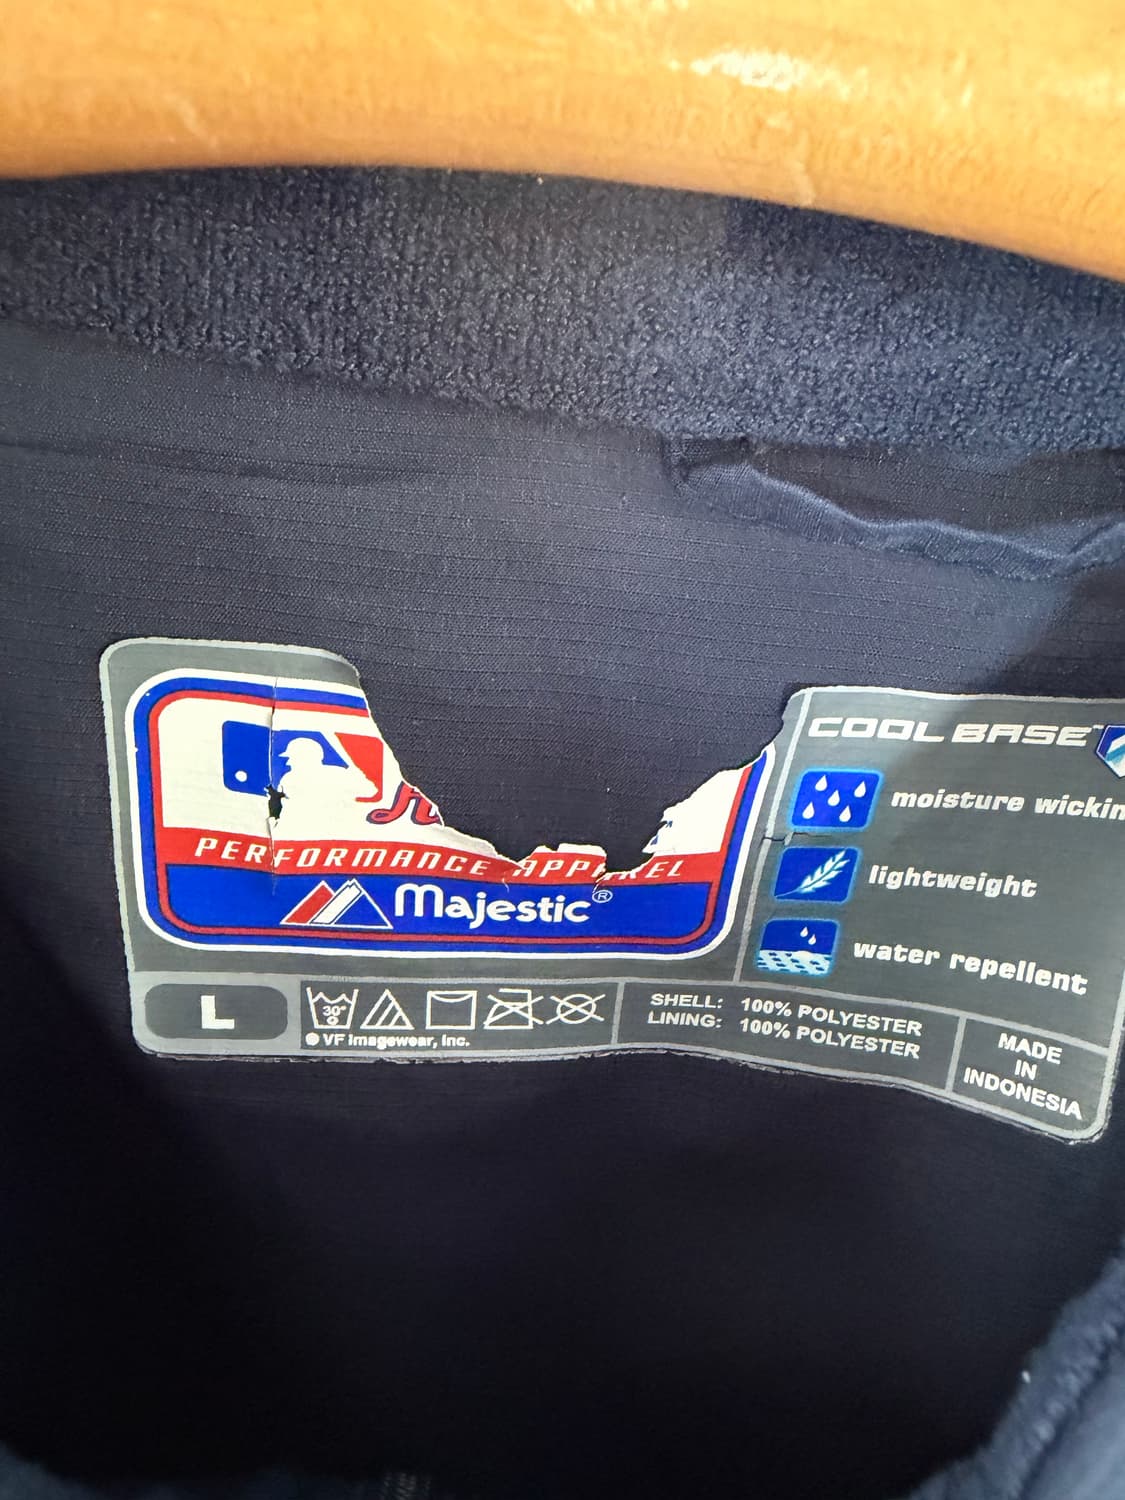 PERFORMANCE APPAREL
Majestic®
L
30°
© VF Imagewear, Inc.
COOL BASE™
moisture wickin
lightweight
water repellent
SHELL: 100% POLYESTER
LINING: 100% POLYESTER
MADE
IN
INDONESIA